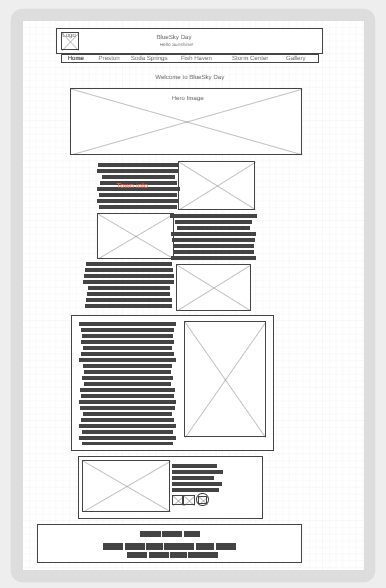 Logo
BlueSky Day
Hello Sunshine!
Home Preston Soda Springs Fish Haven Storm Center Gallery
Welcome to BlueSky Day
Hero Image